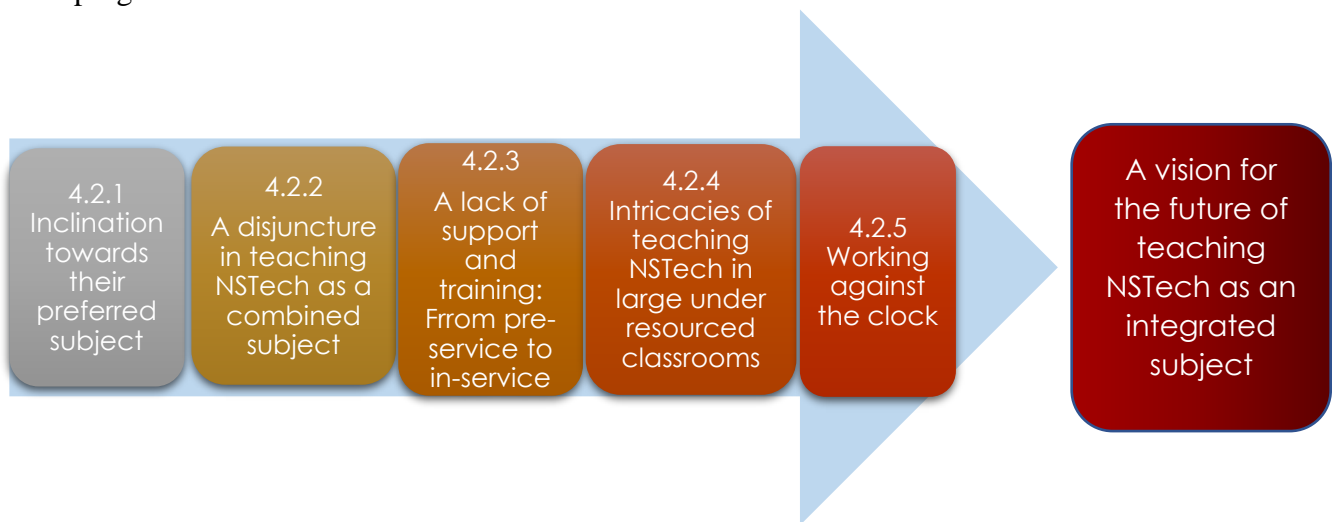 4.2.1
Inclination
towards
their
preferred
subject
4.2.2
A disjuncture
in teaching
NSTech as a
combined
subject
4.2.3
A lack of
support
and
training:
Frrom pre-
service to
in-service
4.2.4
Intricacies of
teaching
NSTech in
large under
resourced
classrooms
4.2.5
Working
against
the clock
A vision for
the future of
teaching
NSTech as an
integrated
subject